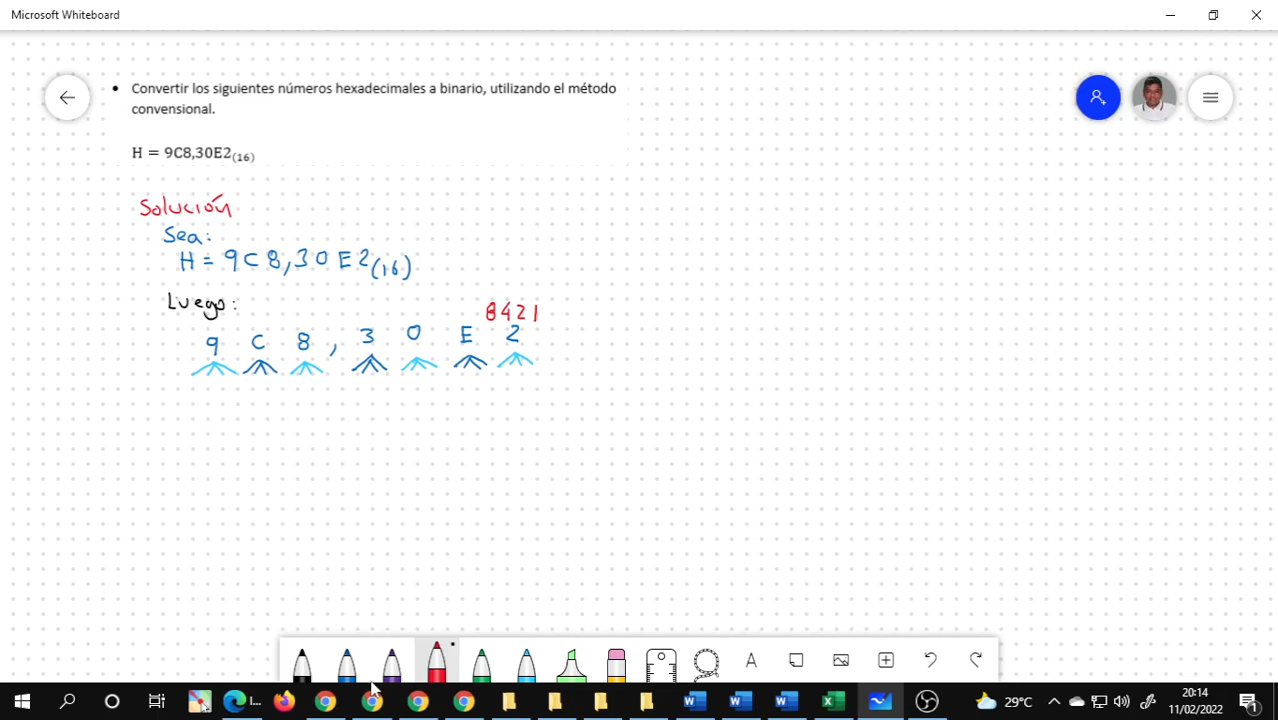 Microsoft Whiteboard
• Convertir los siguientes números hexadecimales a binario, utilizando el método
convensional.
H = 9C8,30E2(16)
Solución
Sea:
H = 9C8,30E2(16)
Luego:
8421
9 C 8 , 3 0 E 2
A
29°C
20:14
11/02/2022
1